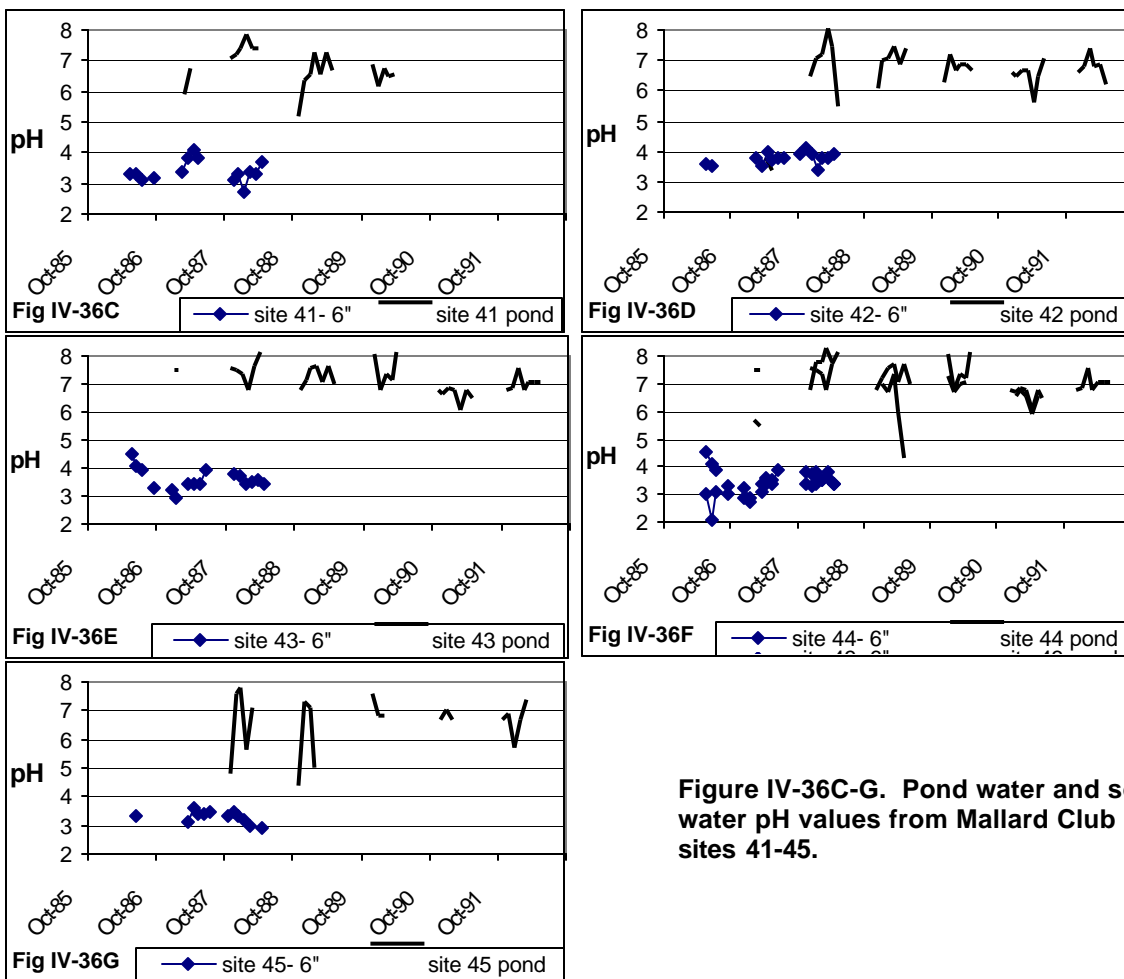 8
7
6
5
4
3
2
pH
Oct-85 Oct-86 Oct-87 Oct-88 Oct-89 Oct-90 Oct-91
Fig IV-36C
site 41- 6" site 41 pond
8
7
6
5
4
3
2
pH
Oct-85 Oct-86 Oct-87 Oct-88 Oct-89 Oct-90 Oct-91
Fig IV-36D
site 42- 6" site 42 pond
8
7
6
5
4
3
2
pH
Oct-85 Oct-86 Oct-87 Oct-88 Oct-89 Oct-90 Oct-91
Fig IV-36E
site 43- 6" site 43 pond
8
7
6
5
4
3
2
pH
Oct-85 Oct-86 Oct-87 Oct-88 Oct-89 Oct-90 Oct-91
Fig IV-36F
site 44- 6" site 44 pond
8
7
6
5
4
3
2
pH
Oct-85 Oct-86 Oct-87 Oct-88 Oct-89 Oct-90 Oct-91
Fig IV-36G
site 45- 6" site 45 pond
Figure IV-36C-G. Pond water and
water pH values from Mallard Club
sites 41-45.